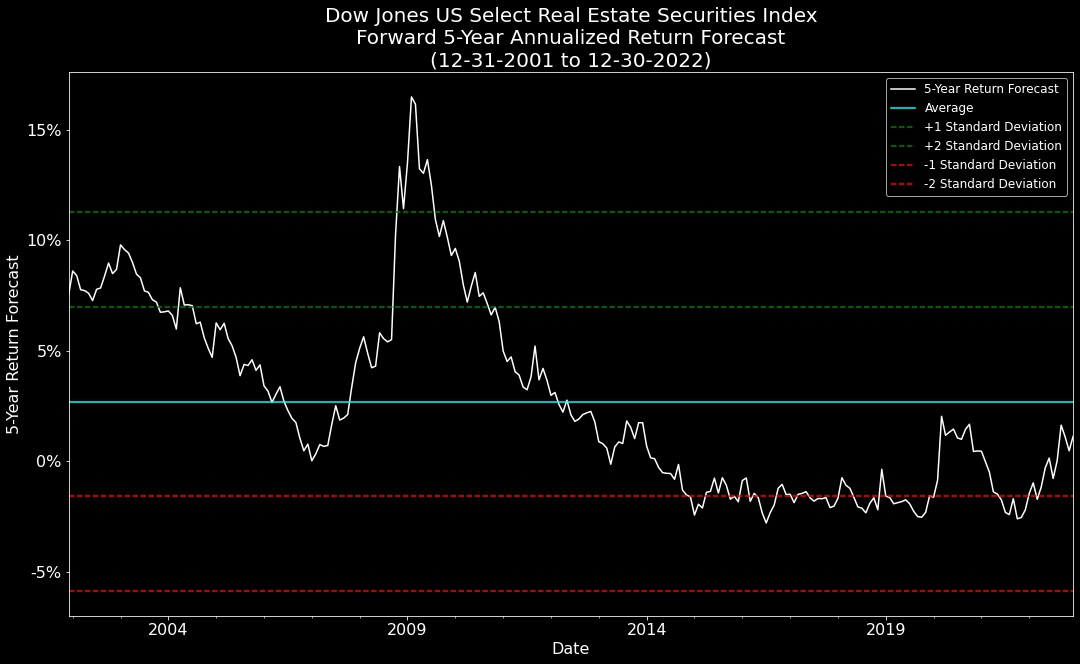 Dow Jones US Select Real Estate Securities Index
Forward 5-Year Annualized Return Forecast
(12-31-2001 to 12-30-2022)
5-Year Return Forecast
Average
+1 Standard Deviation
+2 Standard Deviation
-1 Standard Deviation
-2 Standard Deviation
15%
10%
5%
0%
-5%
5-Year Return Forecast
2004
2009
2014
2019
Date